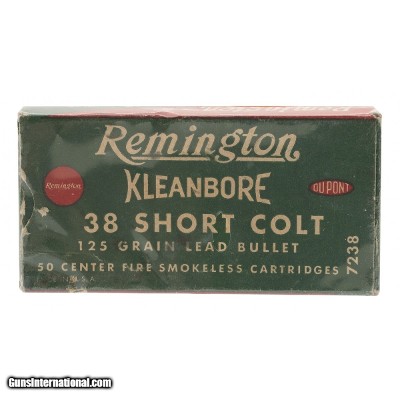 Remington
KLEANBORE
Remington
DU PONT
38 SHORT COLT
125 GRAIN LEAD BULLET
50 CENTER FIRE SMOKELESS CARTRIDGES
7238
U.S.A.
GunsInternational.com